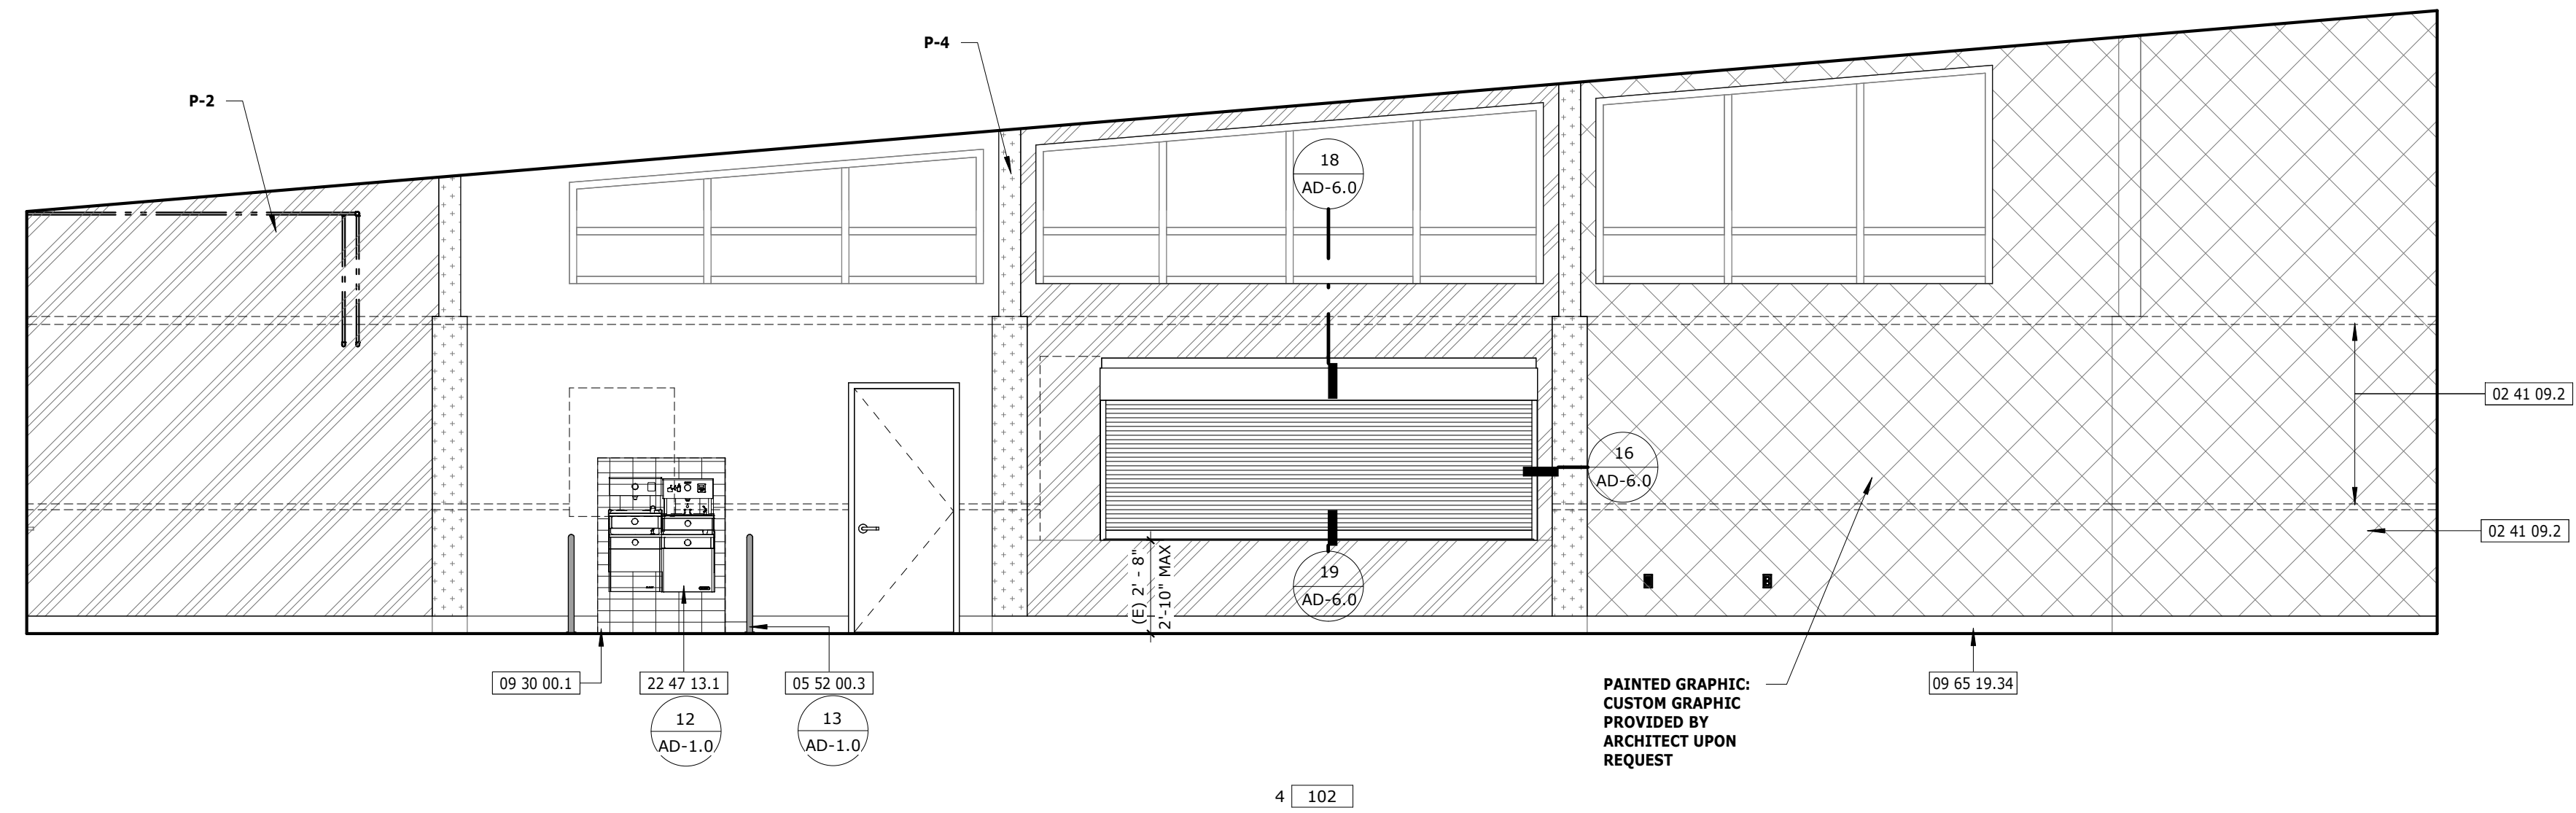 P-4
P-2
18
AD-6.0
02 41 09.2
16
AD-6.0
02 41 09.2
(E) 2' - 8"
2'-10" MAX
19
AD-6.0
09 30 00.1
22 47 13.1
05 52 00.3
12
AD-1.0
13
AD-1.0
PAINTED GRAPHIC:
CUSTOM GRAPHIC
PROVIDED BY
ARCHITECT UPON
REQUEST
09 65 19.34
4 102